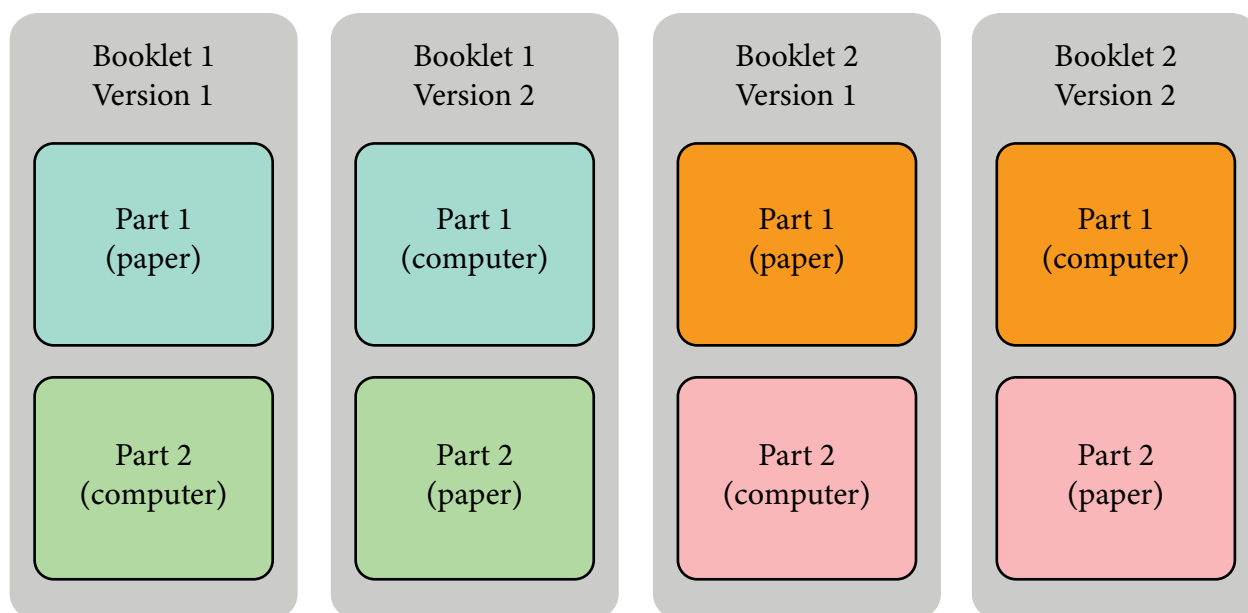 Booklet 1
Version 1
Part 1
(paper)
Part 2
(computer)
Booklet 1
Version 2
Part 1
(computer)
Part 2
(paper)
Booklet 2
Version 1
Part 1
(paper)
Part 2
(computer)
Booklet 2
Version 2
Part 1
(computer)
Part 2
(paper)